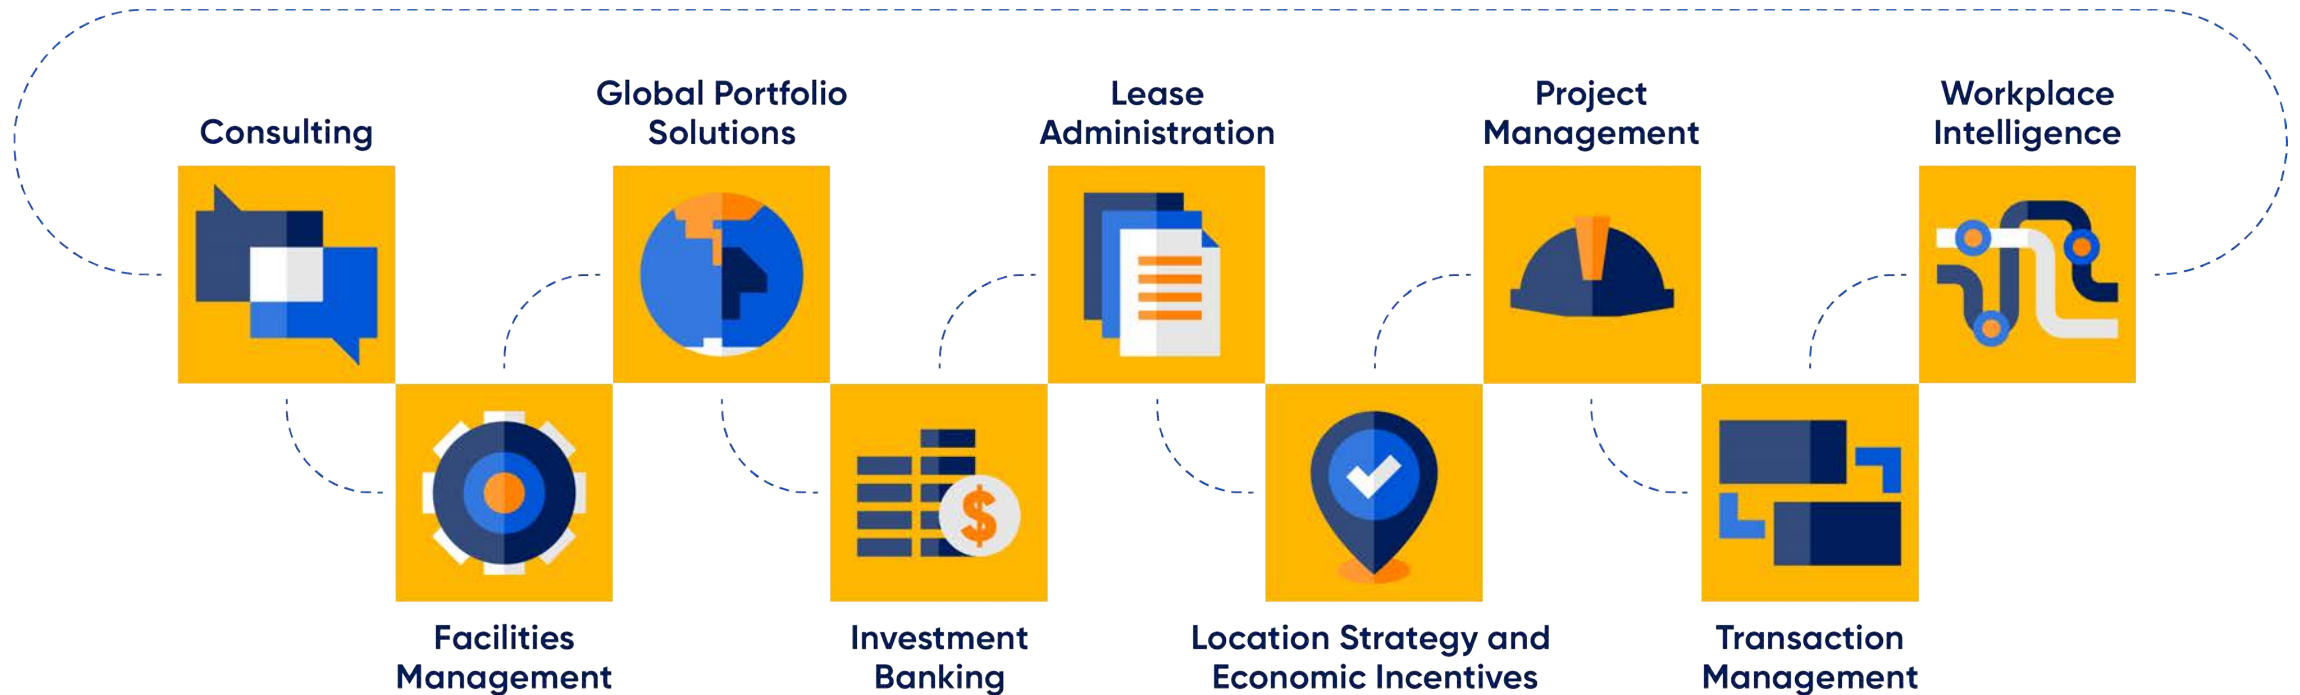 Consulting
Global Portfolio
Solutions
Lease
Administration
Project
Management
Workplace
Intelligence
$
Facilities
Management
Investment
Banking
Location Strategy and
Economic Incentives
Transaction
Management